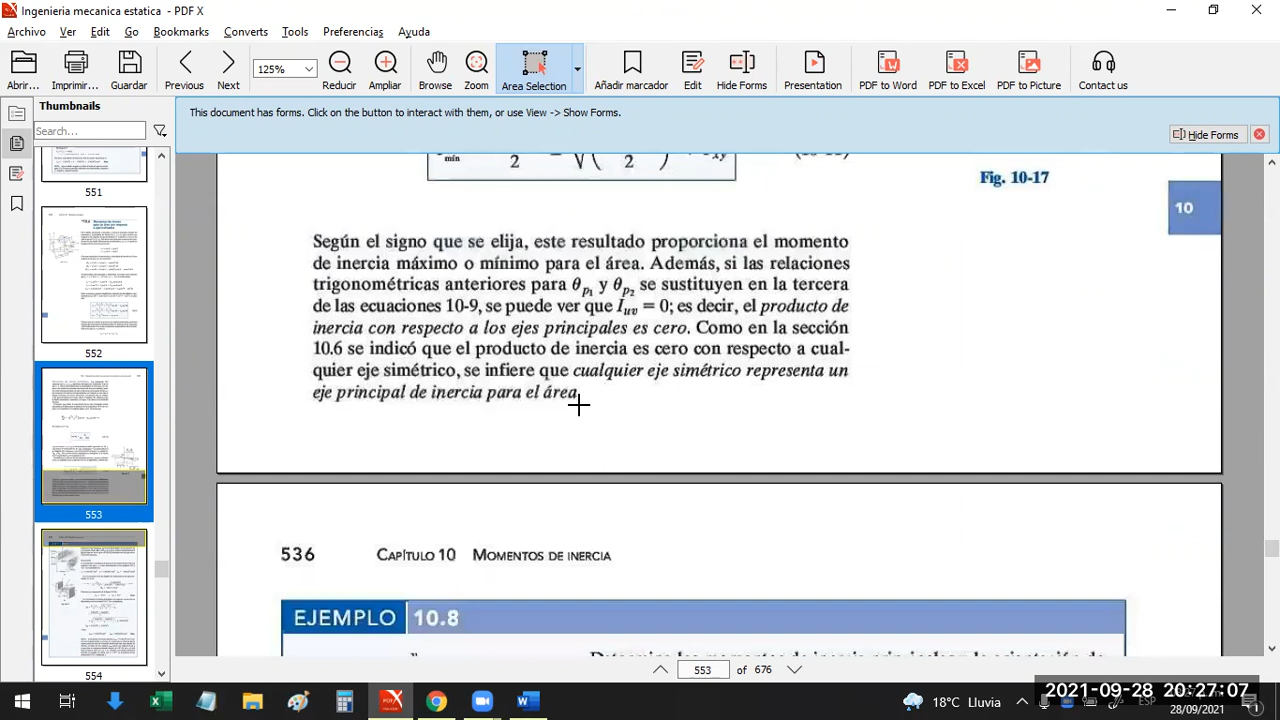 Ingenieria mecanica estatica - PDF X
Archivo Ver Edit Go Bookmarks Converts Tools Preferencias Ayuda
Abrir... Imprimir... Guardar Previous Next 125% Reducir Ampliar Browse Zoom Area Selection Añadir marcador Edit Hide Forms Presentation PDF to Word PDF to Excel PDF to Picture Contact us
Thumbnails
Search...
This document has forms. Click on the button to interact with them, or use View -> Show Forms.
Hide Forms
551
552
553
554
mín 2 √( 2 )
Fig. 10-17
10
Según el signo que se elija, este resultado proporciona el momento
de inercia máximo o mínimo para el área. Además, si las relaciones
trigonométricas anteriores para θp₁ y θp₂ se sustituyen en la tercera
de las ecuaciones 10-9, se puede ver que Iuv = 0; es decir, el producto de
inercia con respecto a los ejes principales es cero. Como en la sección
10.6 se indicó que el producto de inercia es cero con respecto a cual-
quier eje simétrico, se infiere que cualquier eje simétrico representa un
eje principal de inercia para el área.
536 CAPÍTULO 10 MOMENTOS DE INERCIA
EJEMPLO 10.8
553 of 676
18°C Lluvia
ESP
2021-09-28 20:27:07
28/09/2021